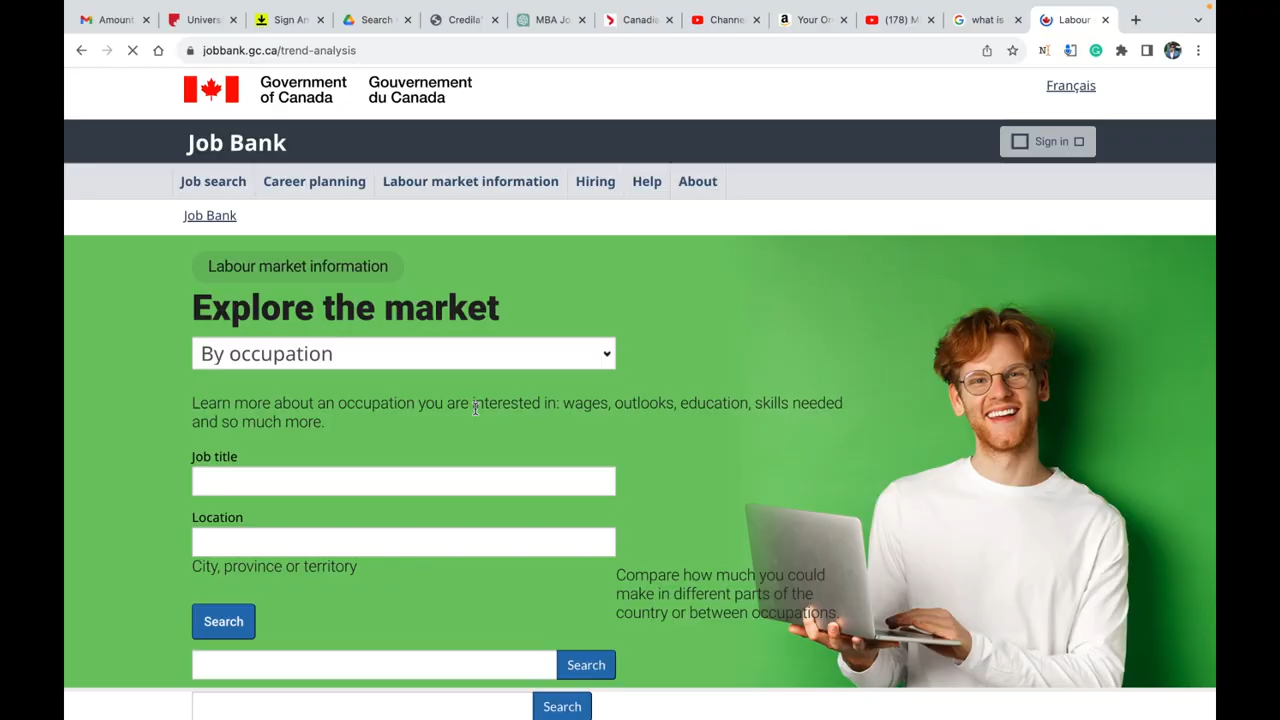 Amount
Univers
Sign An
Search
Credila
MBA Jo
Canadia
Channe
Your Or
(178) M
what is
Labour
jobbank.gc.ca/trend-analysis
Government of Canada
Gouvernement du Canada
Français
Job Bank
Sign in
Job search
Career planning
Labour market information
Hiring
Help
About
Job Bank
Labour market information
Explore the market
By occupation
Learn more about an occupation you are interested in: wages, outlooks, education, skills needed
and so much more.
Job title
Location
City, province or territory
Compare how much you could
make in different parts of the
country or between occupations.
Search
Search
Search